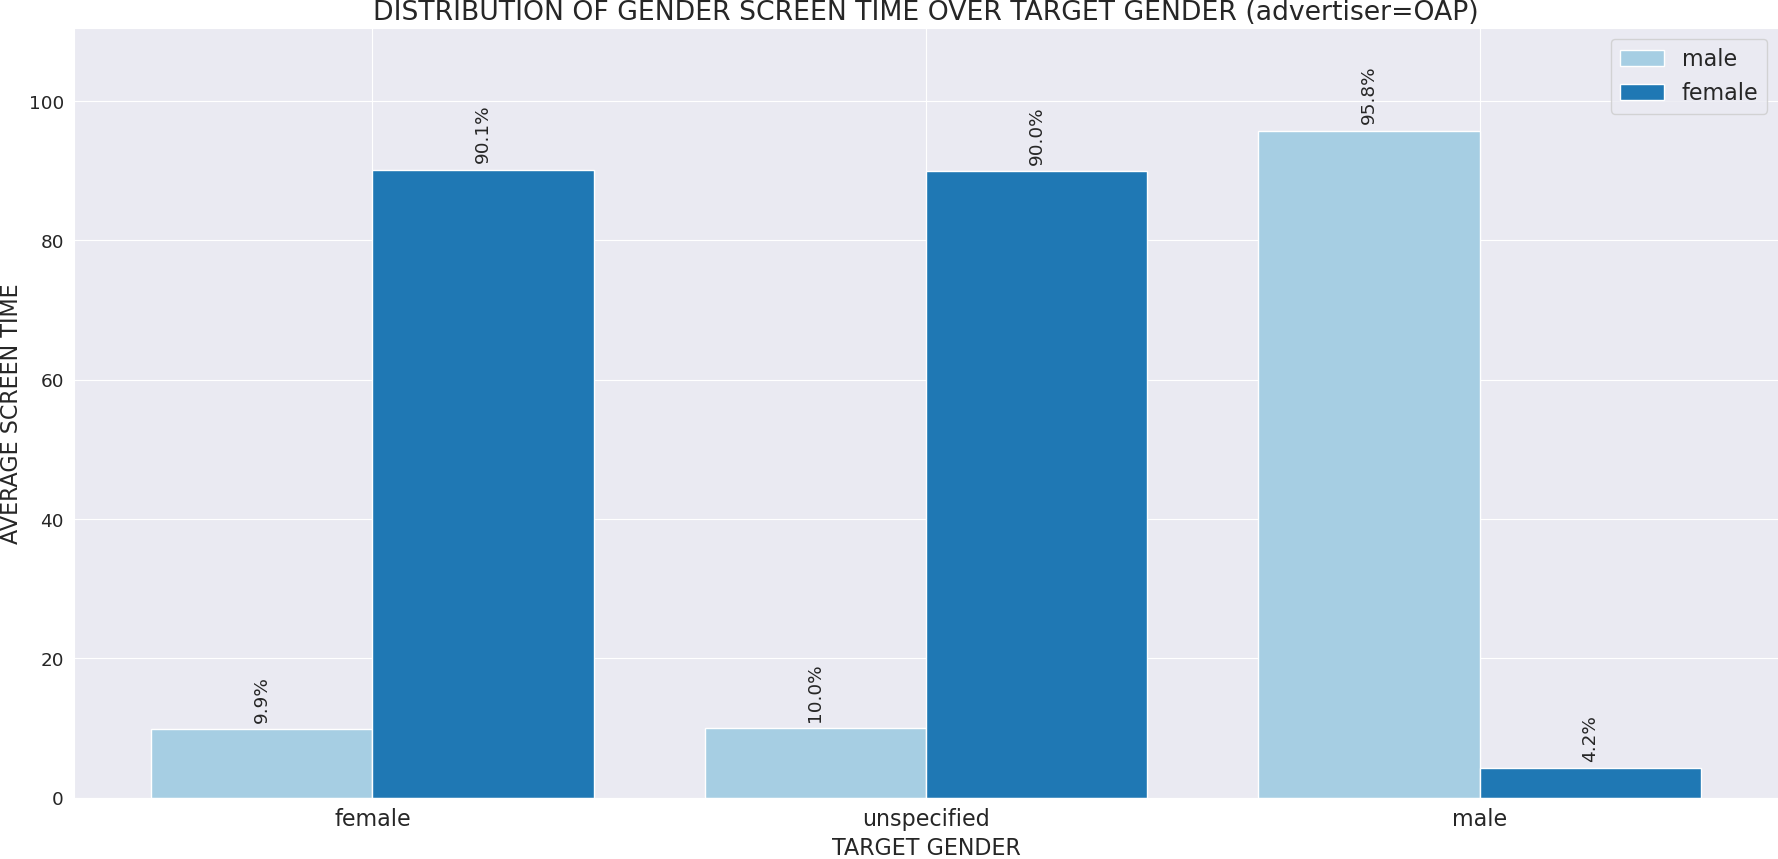 DISTRIBUTION OF GENDER SCREEN TIME OVER TARGET GENDER (advertiser=OAP)
male
female
AVERAGE SCREEN TIME
100
80
60
40
20
0
9.9%
90.1%
10.0%
90.0%
95.8%
4.2%
female
unspecified
male
TARGET GENDER